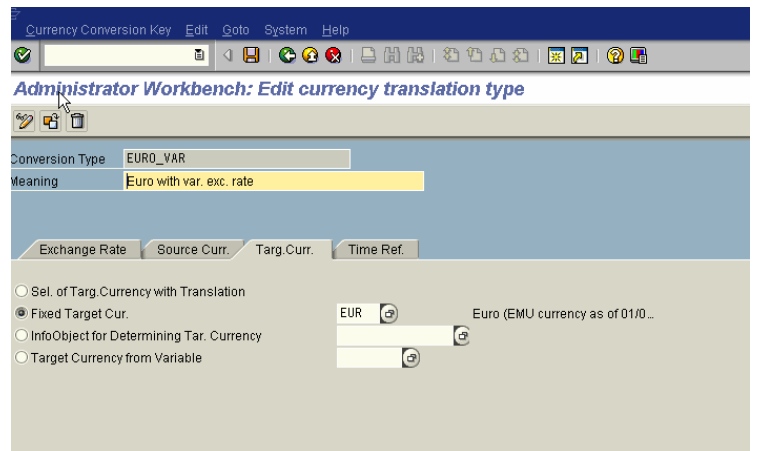 Currency Conversion Key Edit Goto System Help
Administrator Workbench: Edit currency translation type
Conversion Type EURO_VAR
Meaning Euro with var. exc. rate
Exchange Rate Source Curr. Targ.Curr. Time Ref.
Sel. of Targ.Currency with Translation
Fixed Target Cur. EUR Euro (EMU currency as of 01/0...
InfoObject for Determining Tar. Currency
Target Currency from Variable